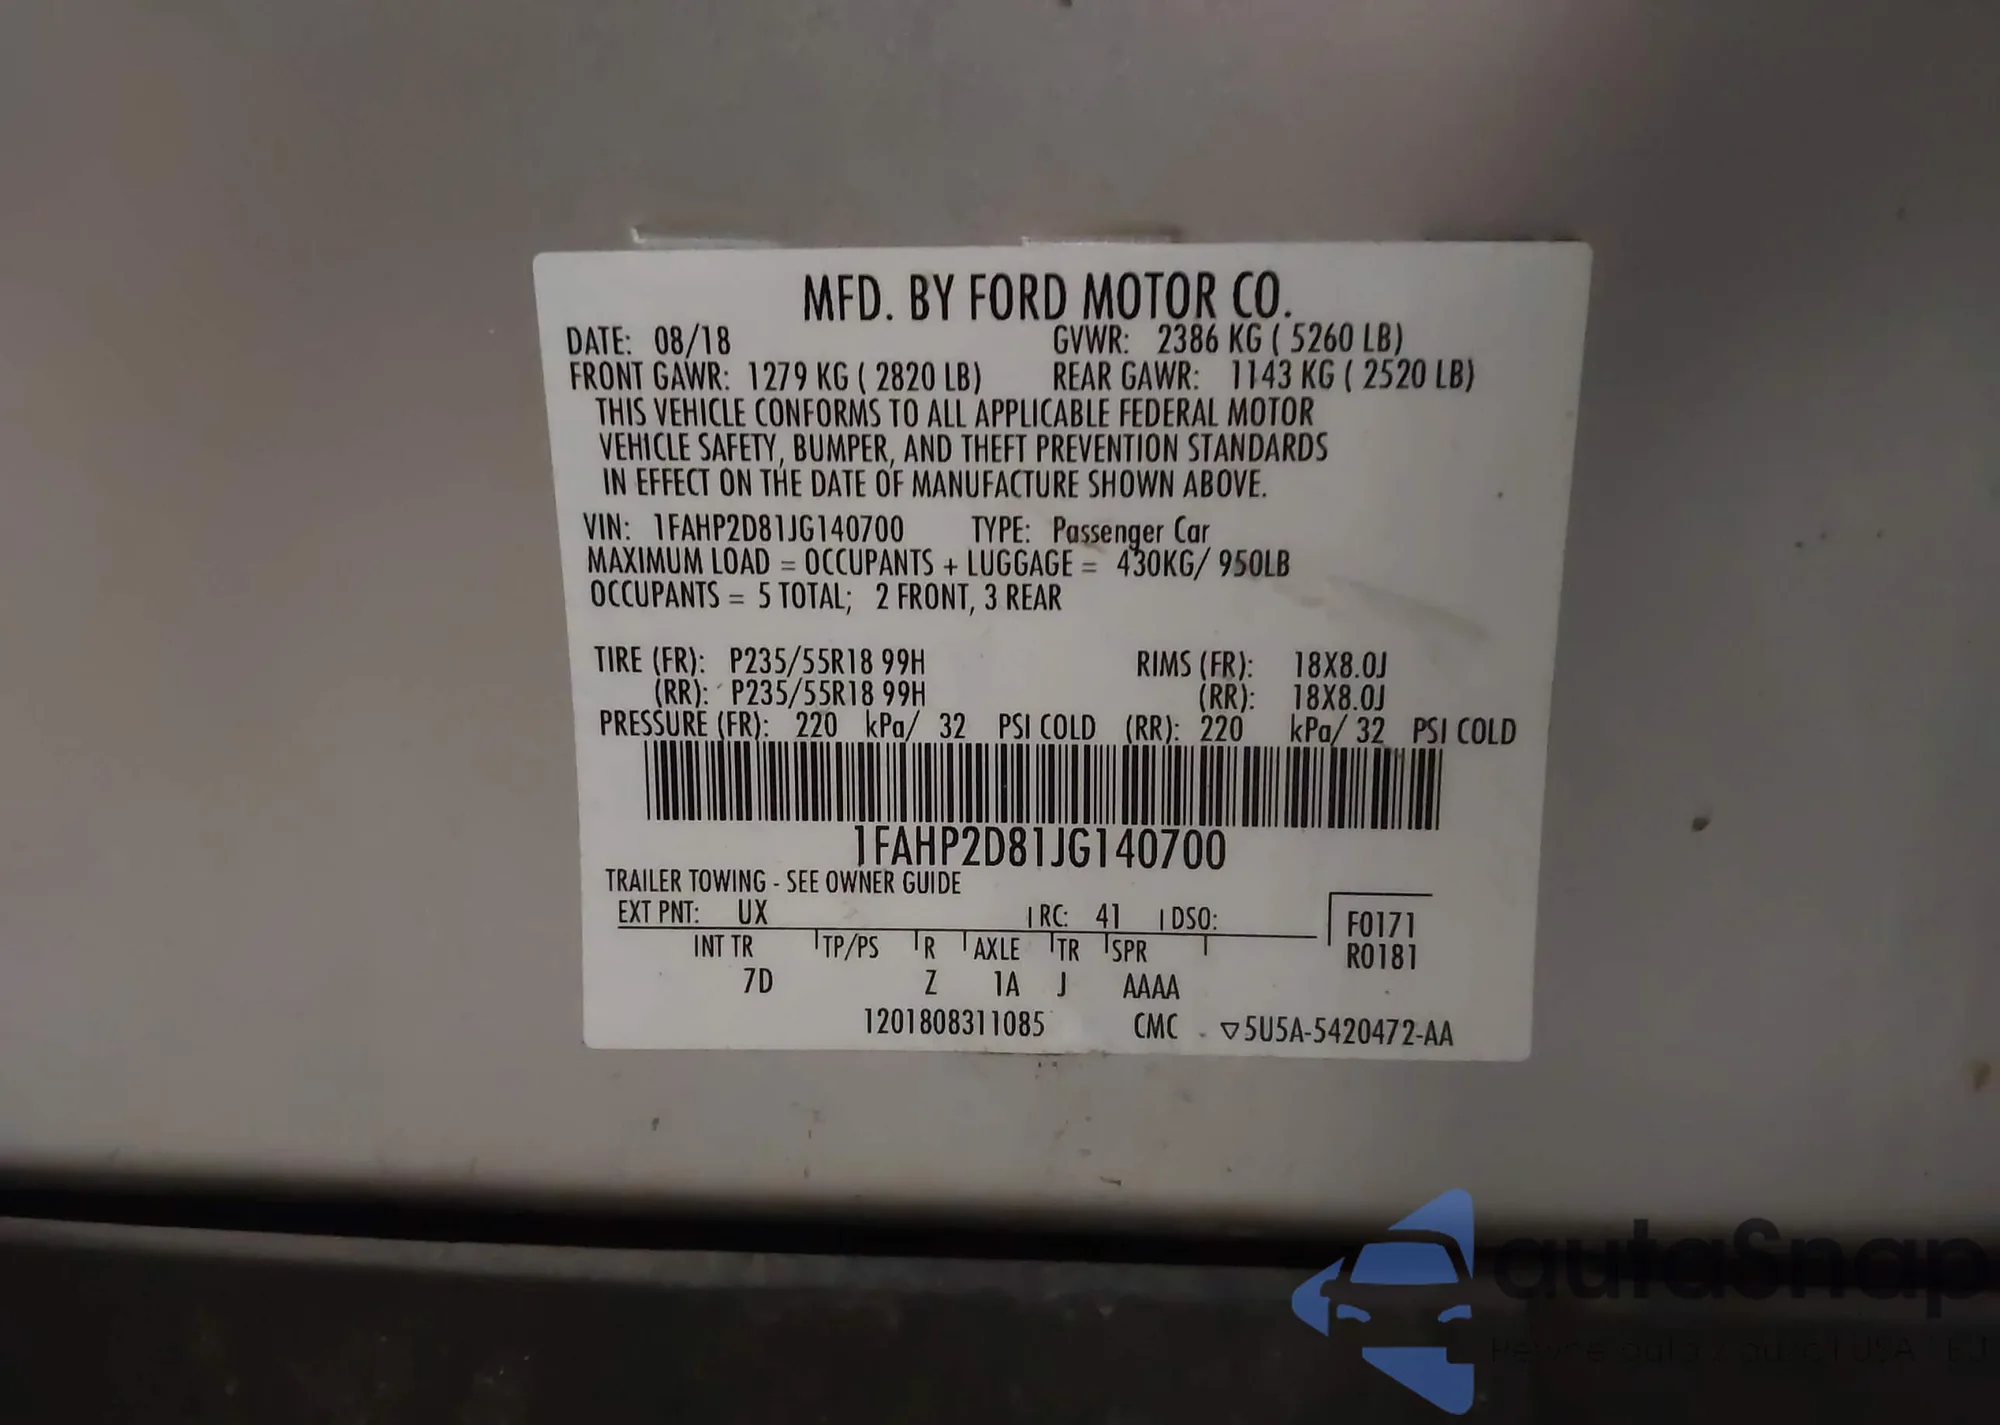 MFD. BY FORD MOTOR CO.
DATE: 08/18 GVWR: 2386 KG ( 5260 LB)
FRONT GAWR: 1279 KG ( 2820 LB) REAR GAWR: 1143 KG ( 2520 LB)
THIS VEHICLE CONFORMS TO ALL APPLICABLE FEDERAL MOTOR
VEHICLE SAFETY, BUMPER, AND THEFT PREVENTION STANDARDS
IN EFFECT ON THE DATE OF MANUFACTURE SHOWN ABOVE.
VIN: 1FAHP2D81JG140700 TYPE: Passenger Car
MAXIMUM LOAD = OCCUPANTS + LUGGAGE = 430KG/ 950LB
OCCUPANTS = 5 TOTAL; 2 FRONT, 3 REAR
TIRE (FR): P235/55R18 99H RIMS (FR): 18X8.0J
(RR): P235/55R18 99H (RR): 18X8.0J
PRESSURE (FR): 220 kPa/ 32 PSI COLD (RR): 220 kPa/ 32 PSI COLD
1FAHP2D81JG140700
TRAILER TOWING - SEE OWNER GUIDE
EXT PNT: UX RC: 41 DSO: F0171
INT TR TP/PS R AXLE TR SPR R0181
7D Z 1A J AAAA
1201808311085 CMC ▽5U5A-5420472-AA
autaSnap